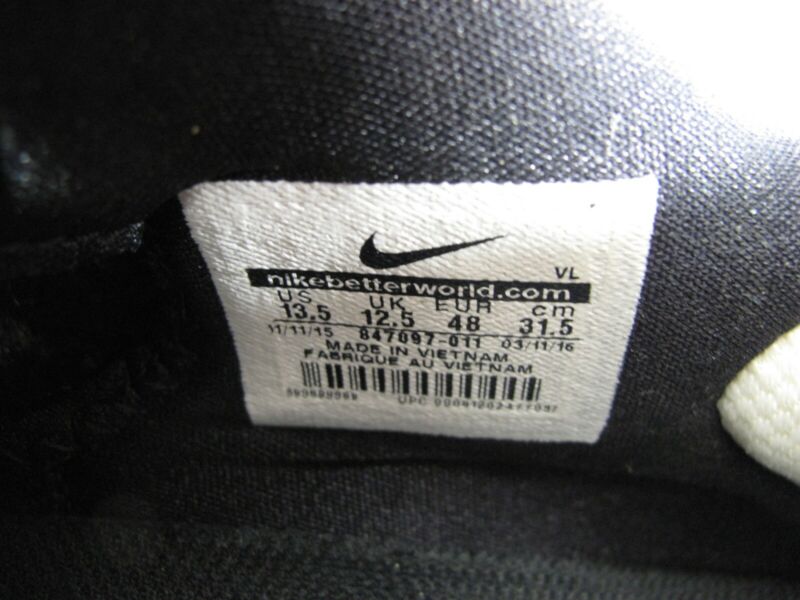 VL
nikebetterworld.com
US UK EUR cm
13.5 12.5 48 31.5
11/11/15 847097-011 03/11/16
MADE IN VIETNAM
FABRIQUE AU VIETNAM
UPC